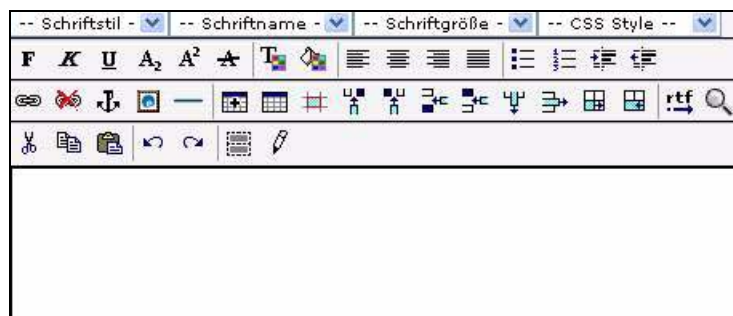 -- Schriftstil - -- Schriftname - -- Schriftgröße - -- CSS Style --
F K U A₂ A² A T
rtf